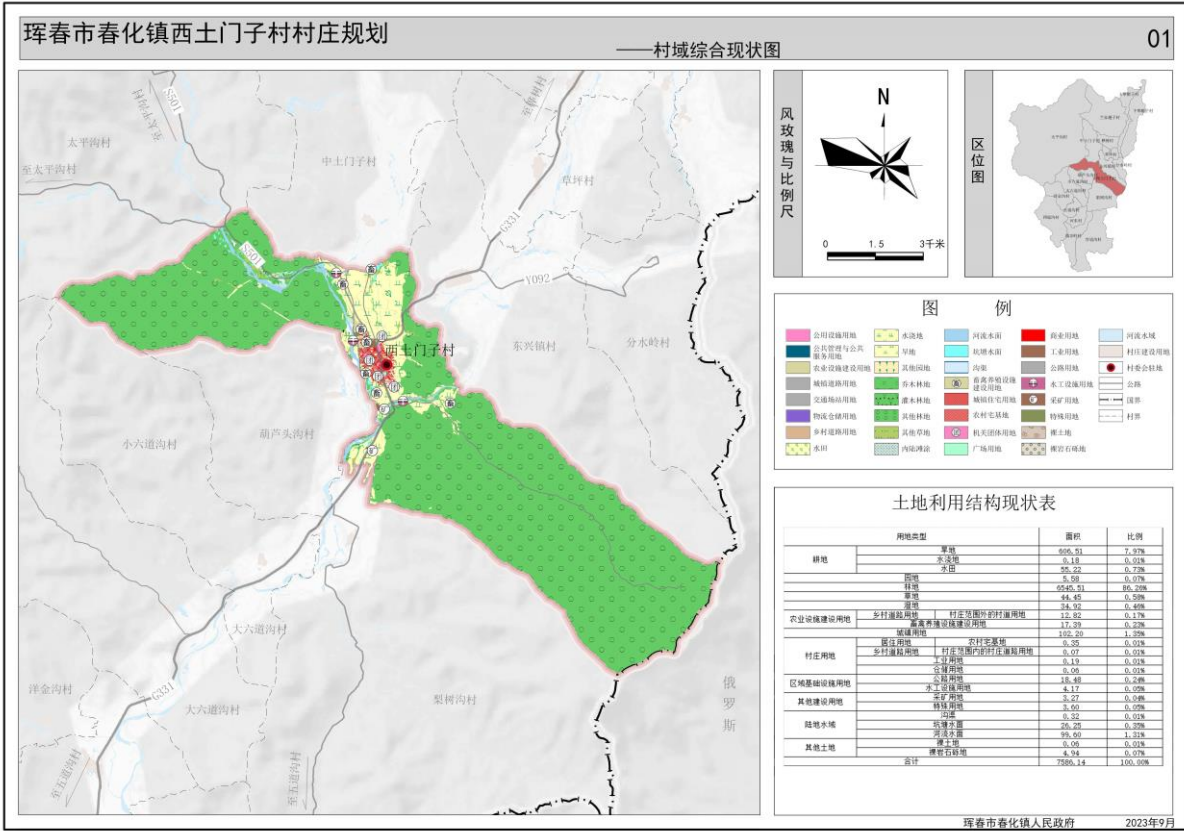 珲春市春化镇西土门子村村庄规划
——村域综合现状图
01
S501
至太平沟村
至桦树村
太平沟村
中土门子村
至太平沟村
草坪村
G331
S501
Y092
西土门子村
东兴镇村
分水岭村
小六道沟村
葫芦头沟村
大六道沟村
洋金沟村
G331
大六道沟村
梨树沟村
俄罗斯
至五道沟村
至五道沟村
风玫瑰与比例尺
N
0 1.5 3千米
区位图
图 例
公用设施用地
公共管理与公共服务用地
农业设施建设用地
城镇道路用地
交通场站用地
物流仓储用地
乡村道路用地
水田
水浇地
旱地
其他园地
乔木林地
灌木林地
其他林地
其他草地
内陆滩涂
河流水面
坑塘水面
沟渠
畜禽养殖设施建设用地
城镇住宅用地
农村宅基地
机关团体用地
广场用地
商业用地
工业用地
公路用地
水工设施用地
采矿用地
特殊用地
裸土地
裸岩石砾地
河流水域
村庄建设用地
村委会驻地
公路
国界
村界
土地利用结构现状表
用地类型 面积 比例
耕地 旱地 606.51 7.97%
水浇地 0.18 0.01%
水田 55.22 0.73%
园地 5.58 0.07%
林地 6545.51 86.26%
草地 44.45 0.58%
湿地 34.92 0.46%
农业设施建设用地 乡村道路用地 村庄范围外的村道用地 12.82 0.17%
畜禽养殖设施建设用地 17.39 0.23%
城镇用地 102.20 1.35%
村庄用地 居住用地 农村宅基地 0.35 0.01%
乡村道路用地 村庄范围内的村庄道路用地 0.07 0.01%
工业用地 0.19 0.01%
仓储用地 0.06 0.01%
区域基础设施用地 公路用地 18.48 0.24%
水工设施用地 4.17 0.05%
其他建设用地 采矿用地 3.27 0.04%
特殊用地 3.60 0.05%
陆地水域 沟渠 0.32 0.01%
坑塘水面 26.25 0.35%
河流水面 99.60 1.31%
其他土地 裸土地 0.06 0.01%
裸岩石砾地 4.94 0.07%
合计 7586.14 100.00%
珲春市春化镇人民政府 2023年9月